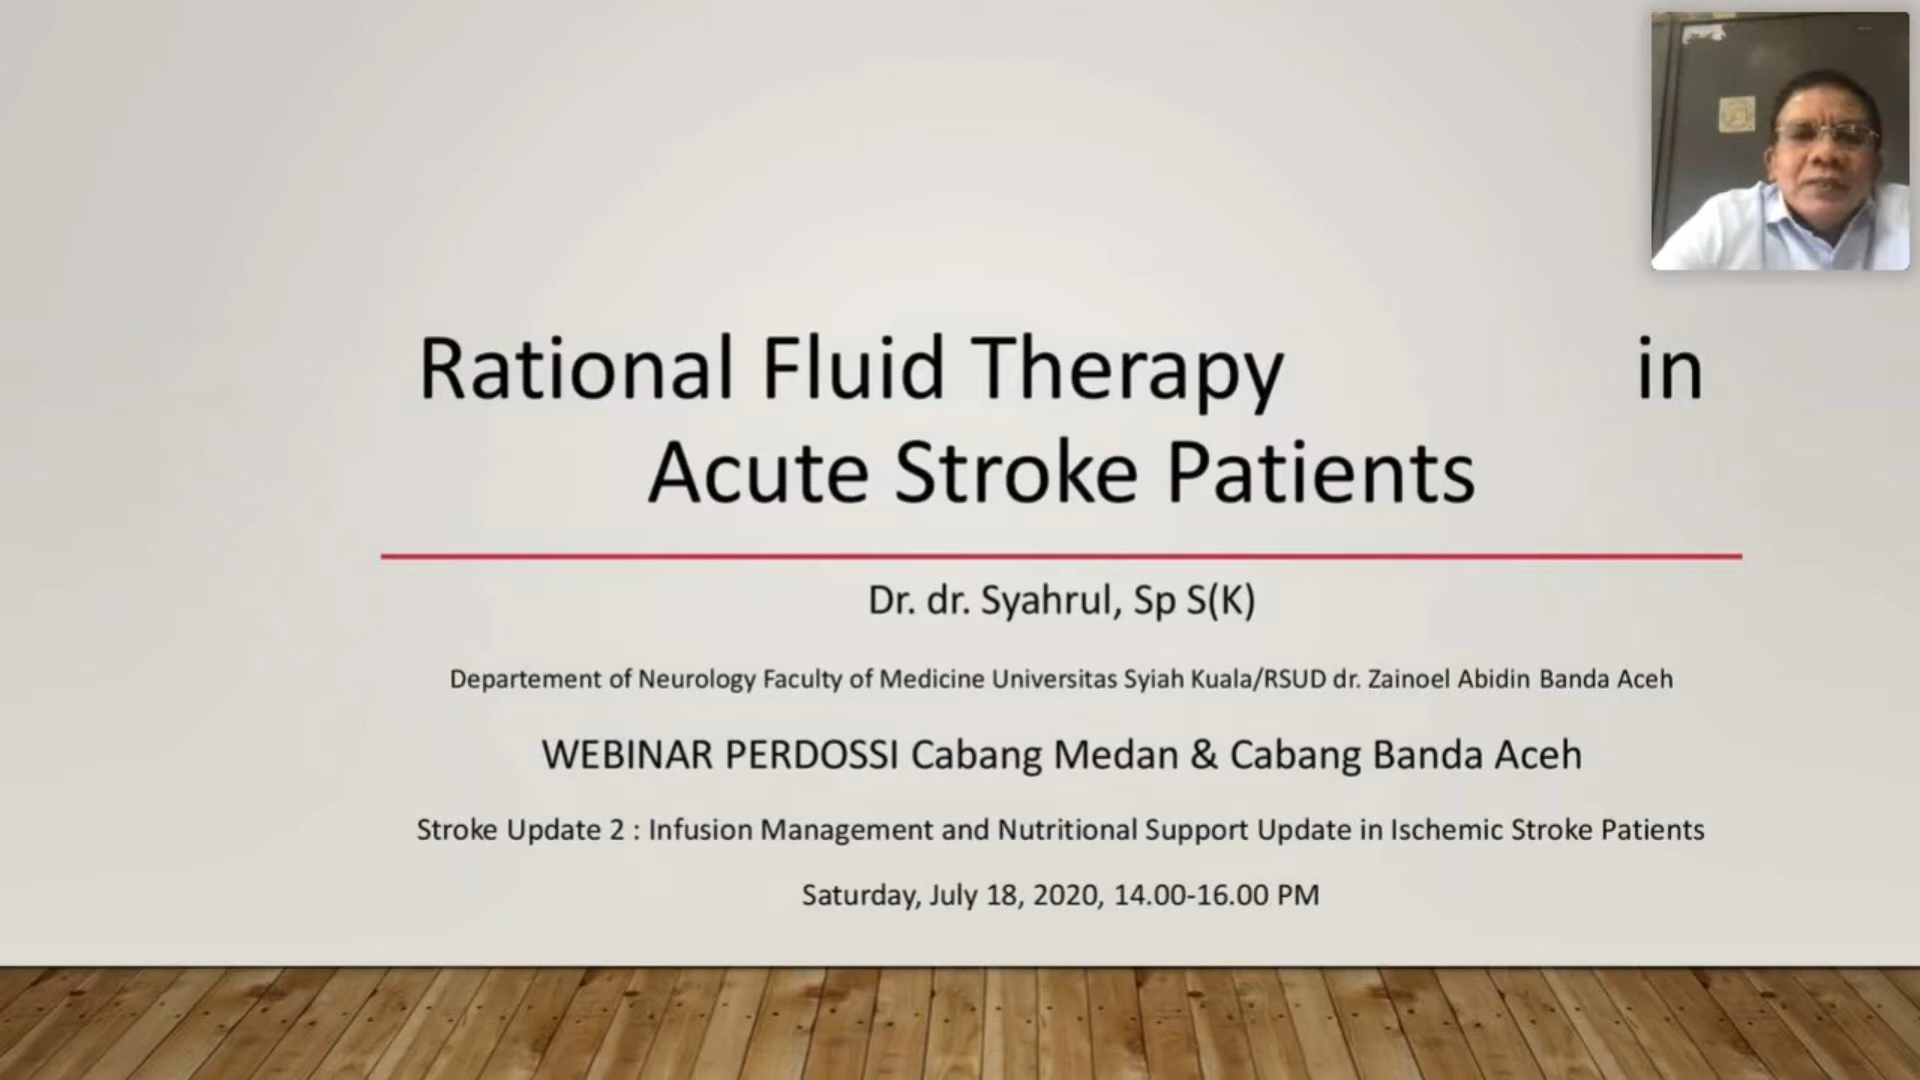 Rational Fluid Therapy in
Acute Stroke Patients
Dr. dr. Syahrul, Sp S(K)
Departement of Neurology Faculty of Medicine Universitas Syiah Kuala/RSUD dr. Zainoel Abidin Banda Aceh
WEBINAR PERDOSSI Cabang Medan & Cabang Banda Aceh
Stroke Update 2 : Infusion Management and Nutritional Support Update in Ischemic Stroke Patients
Saturday, July 18, 2020, 14.00-16.00 PM